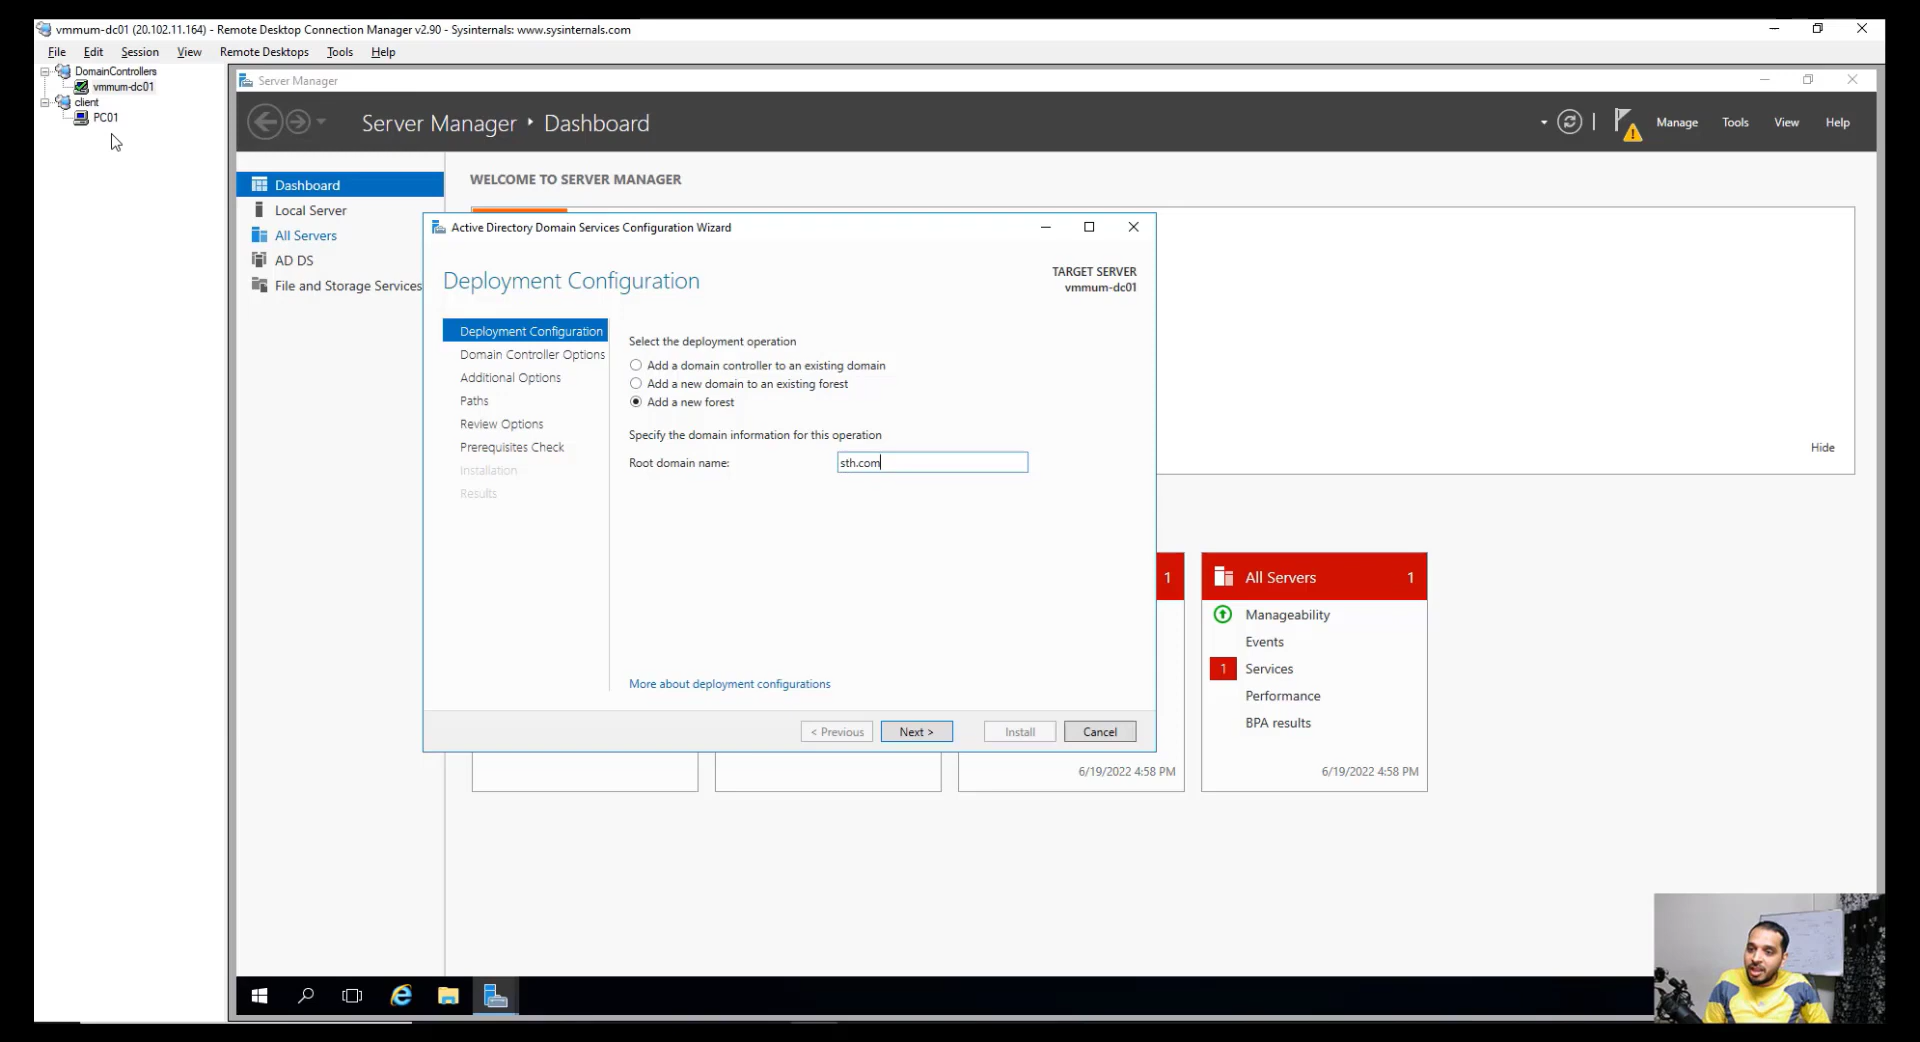 vmmum-dc01 (20.102.11.164) - Remote Desktop Connection Manager v2.90 - Sysinternals: www.sysinternals.com
File Edit Session View Remote Desktops Tools Help
DomainControllers
vmmum-dc01
client
PC01
Server Manager
Server Manager Dashboard
Manage Tools View Help
Dashboard
Local Server
All Servers
AD DS
File and Storage Services
WELCOME TO SERVER MANAGER
Active Directory Domain Services Configuration Wizard
Deployment Configuration
TARGET SERVER
vmmum-dc01
Deployment Configuration
Domain Controller Options
Additional Options
Paths
Review Options
Prerequisites Check
Installation
Results
Select the deployment operation
Add a domain controller to an existing domain
Add a new domain to an existing forest
Add a new forest
Specify the domain information for this operation
Root domain name: sth.com
More about deployment configurations
< Previous Next > Install Cancel
Hide
1
All Servers 1
Manageability
Events
1 Services
Performance
BPA results
6/19/2022 4:58 PM
6/19/2022 4:58 PM